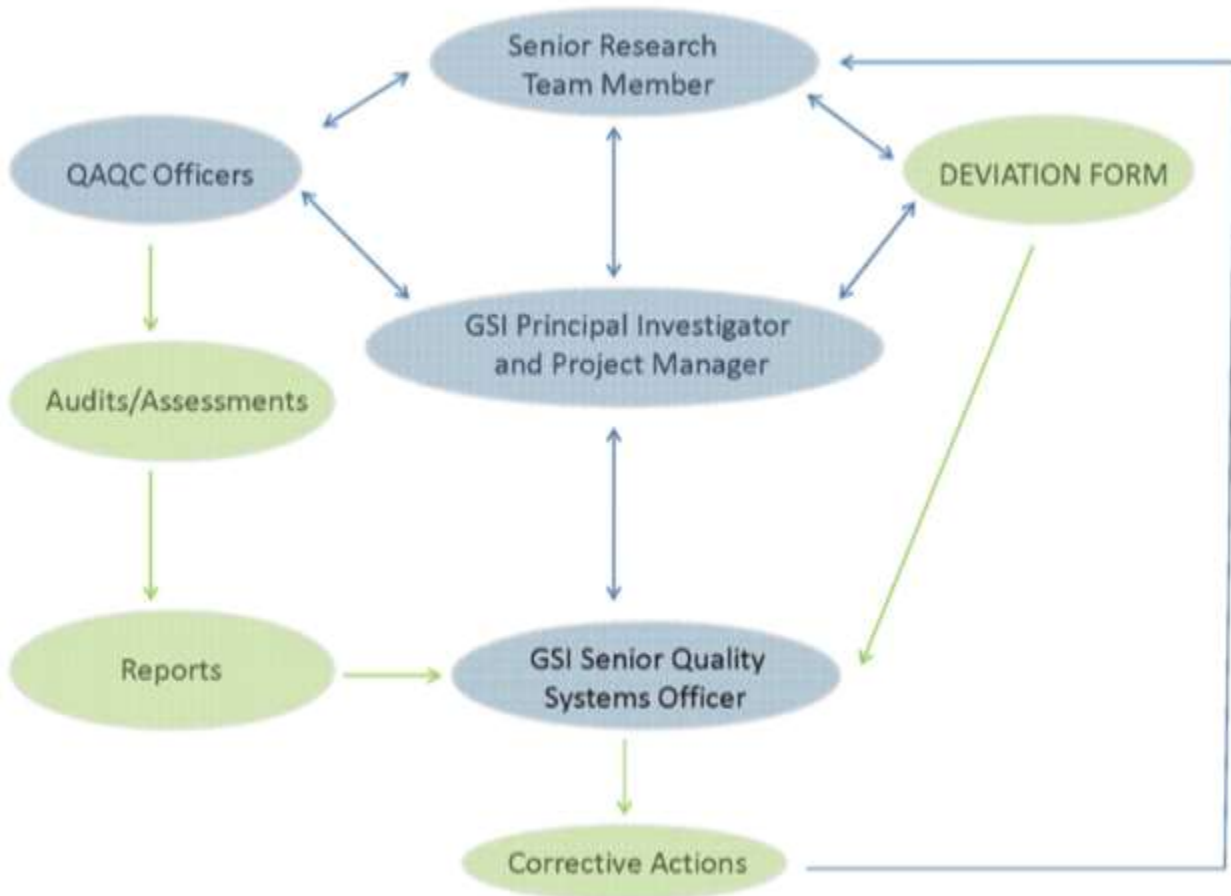 Senior Research
Team Member
QAQC Officers
DEVIATION FORM
GSI Principal Investigator
and Project Manager
Audits/Assessments
Reports
GSI Senior Quality
Systems Officer
Corrective Actions